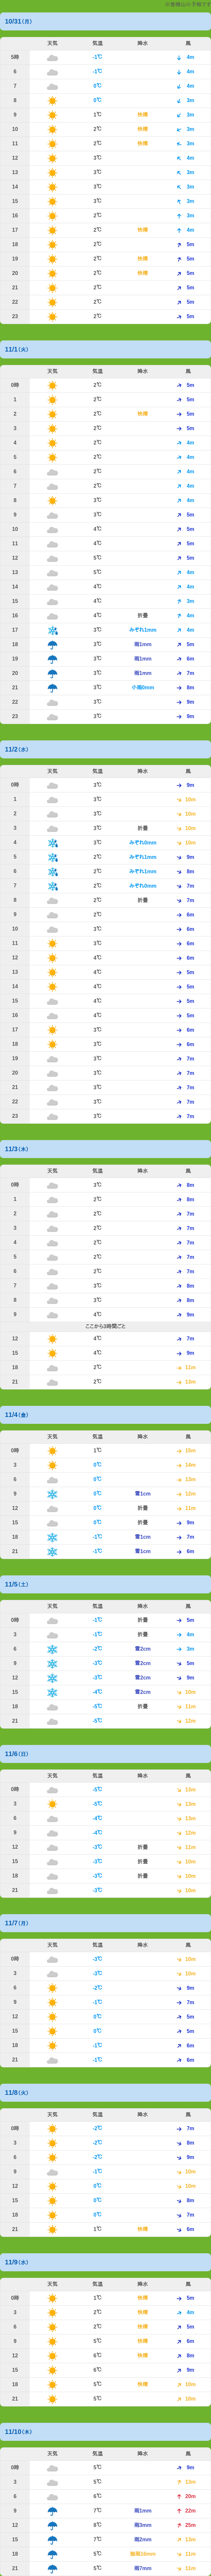 10/31（月）
天気 気温 降水 風
5時 -1℃ 4m
6 -1℃ 4m
7 0℃ 4m
8 0℃ 3m
9 1℃ 快晴 3m
10 2℃ 快晴 3m
11 2℃ 快晴 3m
12 3℃ 4m
13 3℃ 3m
14 3℃ 3m
15 3℃ 3m
16 2℃ 3m
17 2℃ 快晴 4m
18 2℃ 5m
19 2℃ 快晴 5m
20 2℃ 快晴 5m
21 2℃ 5m
22 2℃ 5m
23 2℃ 5m
11/1（火）
天気 気温 降水 風
0時 2℃ 5m
1 2℃ 5m
2 2℃ 快晴 5m
3 2℃ 5m
4 2℃ 4m
5 2℃ 4m
6 2℃ 4m
7 2℃ 4m
8 3℃ 4m
9 3℃ 5m
10 4℃ 5m
11 4℃ 5m
12 5℃ 5m
13 5℃ 4m
14 4℃ 4m
15 4℃ 3m
16 4℃ 折畳 4m
17 3℃ みぞれ1mm 4m
18 3℃ 雨1mm 5m
19 3℃ 雨1mm 6m
20 3℃ 雨1mm 7m
21 3℃ 小雨0mm 8m
22 3℃ 9m
23 3℃ 9m
11/2（水）
天気 気温 降水 風
0時 3℃ 9m
1 3℃ 10m
2 3℃ 10m
3 3℃ 折畳 10m
4 3℃ みぞれ0mm 10m
5 2℃ みぞれ1mm 9m
6 2℃ みぞれ1mm 8m
7 2℃ みぞれ0mm 7m
8 2℃ 折畳 7m
9 2℃ 6m
10 3℃ 6m
11 3℃ 6m
12 4℃ 6m
13 4℃ 5m
14 4℃ 5m
15 4℃ 5m
16 4℃ 5m
17 3℃ 6m
18 3℃ 6m
19 3℃ 7m
20 3℃ 7m
21 3℃ 7m
22 3℃ 7m
23 3℃ 7m
11/3（木）
天気 気温 降水 風
0時 3℃ 8m
1 2℃ 8m
2 2℃ 7m
3 2℃ 7m
4 2℃ 7m
5 2℃ 7m
6 2℃ 7m
7 3℃ 8m
8 3℃ 8m
9 4℃ 9m
ここから3時間ごと
12 4℃ 7m
15 4℃ 9m
18 2℃ 11m
21 2℃ 13m
11/4（金）
天気 気温 降水 風
0時 1℃ 15m
3 0℃ 14m
6 0℃ 13m
9 0℃ 雪1cm 12m
12 0℃ 折畳 11m
15 0℃ 折畳 9m
18 -1℃ 雪1cm 7m
21 -1℃ 雪1cm 6m
11/5（土）
天気 気温 降水 風
0時 -1℃ 折畳 5m
3 -1℃ 折畳 4m
6 -2℃ 雪2cm 3m
9 -3℃ 雪2cm 5m
12 -3℃ 雪2cm 9m
15 -4℃ 雪2cm 10m
18 -5℃ 折畳 11m
21 -5℃ 12m
11/6（日）
天気 気温 降水 風
0時 -5℃ 13m
3 -5℃ 13m
6 -4℃ 13m
9 -4℃ 12m
12 -3℃ 折畳 11m
15 -3℃ 折畳 10m
18 -3℃ 折畳 10m
21 -3℃ 10m
11/7（月）
天気 気温 降水 風
0時 -3℃ 10m
3 -3℃ 10m
6 -2℃ 9m
9 -1℃ 7m
12 0℃ 5m
15 0℃ 5m
18 -1℃ 6m
21 -1℃ 6m
11/8（火）
天気 気温 降水 風
0時 -2℃ 7m
3 -2℃ 8m
6 -2℃ 9m
9 -1℃ 10m
12 0℃ 10m
15 0℃ 8m
18 0℃ 7m
21 1℃ 快晴 6m
11/9（水）
天気 気温 降水 風
0時 1℃ 快晴 5m
3 2℃ 快晴 4m
6 2℃ 快晴 5m
9 5℃ 快晴 6m
12 6℃ 快晴 8m
15 6℃ 9m
18 5℃ 快晴 10m
21 5℃ 10m
11/10（木）
天気 気温 降水 風
0時 5℃ 9m
3 5℃ 13m
6 6℃ 20m
9 7℃ 雨1mm 22m
12 8℃ 雨3mm 25m
15 7℃ 雨2mm 13m
18 5℃ 11m
21 5℃ 雨7mm 11m